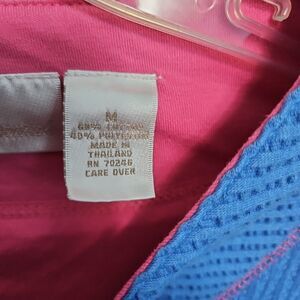 M
60% COTTON
40% POLYESTER
MADE IN
THAILAND
RN 70246
CARE OVER